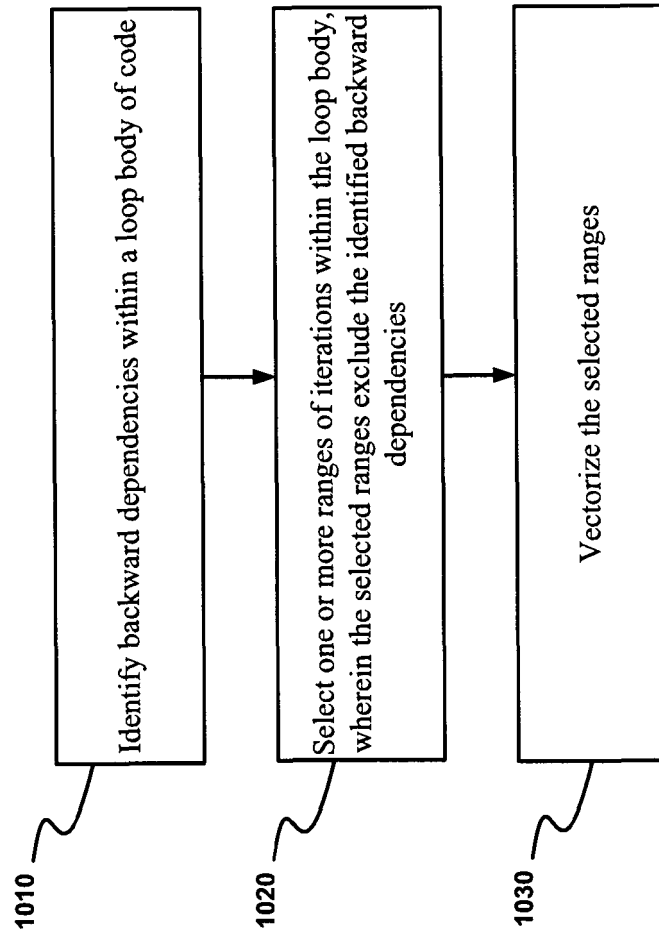 1010
Identify backward dependencies within a loop body of code
1020
Select one or more ranges of iterations within the loop body,
wherein the selected ranges exclude the identified backward
dependencies
1030
Vectorize the selected ranges